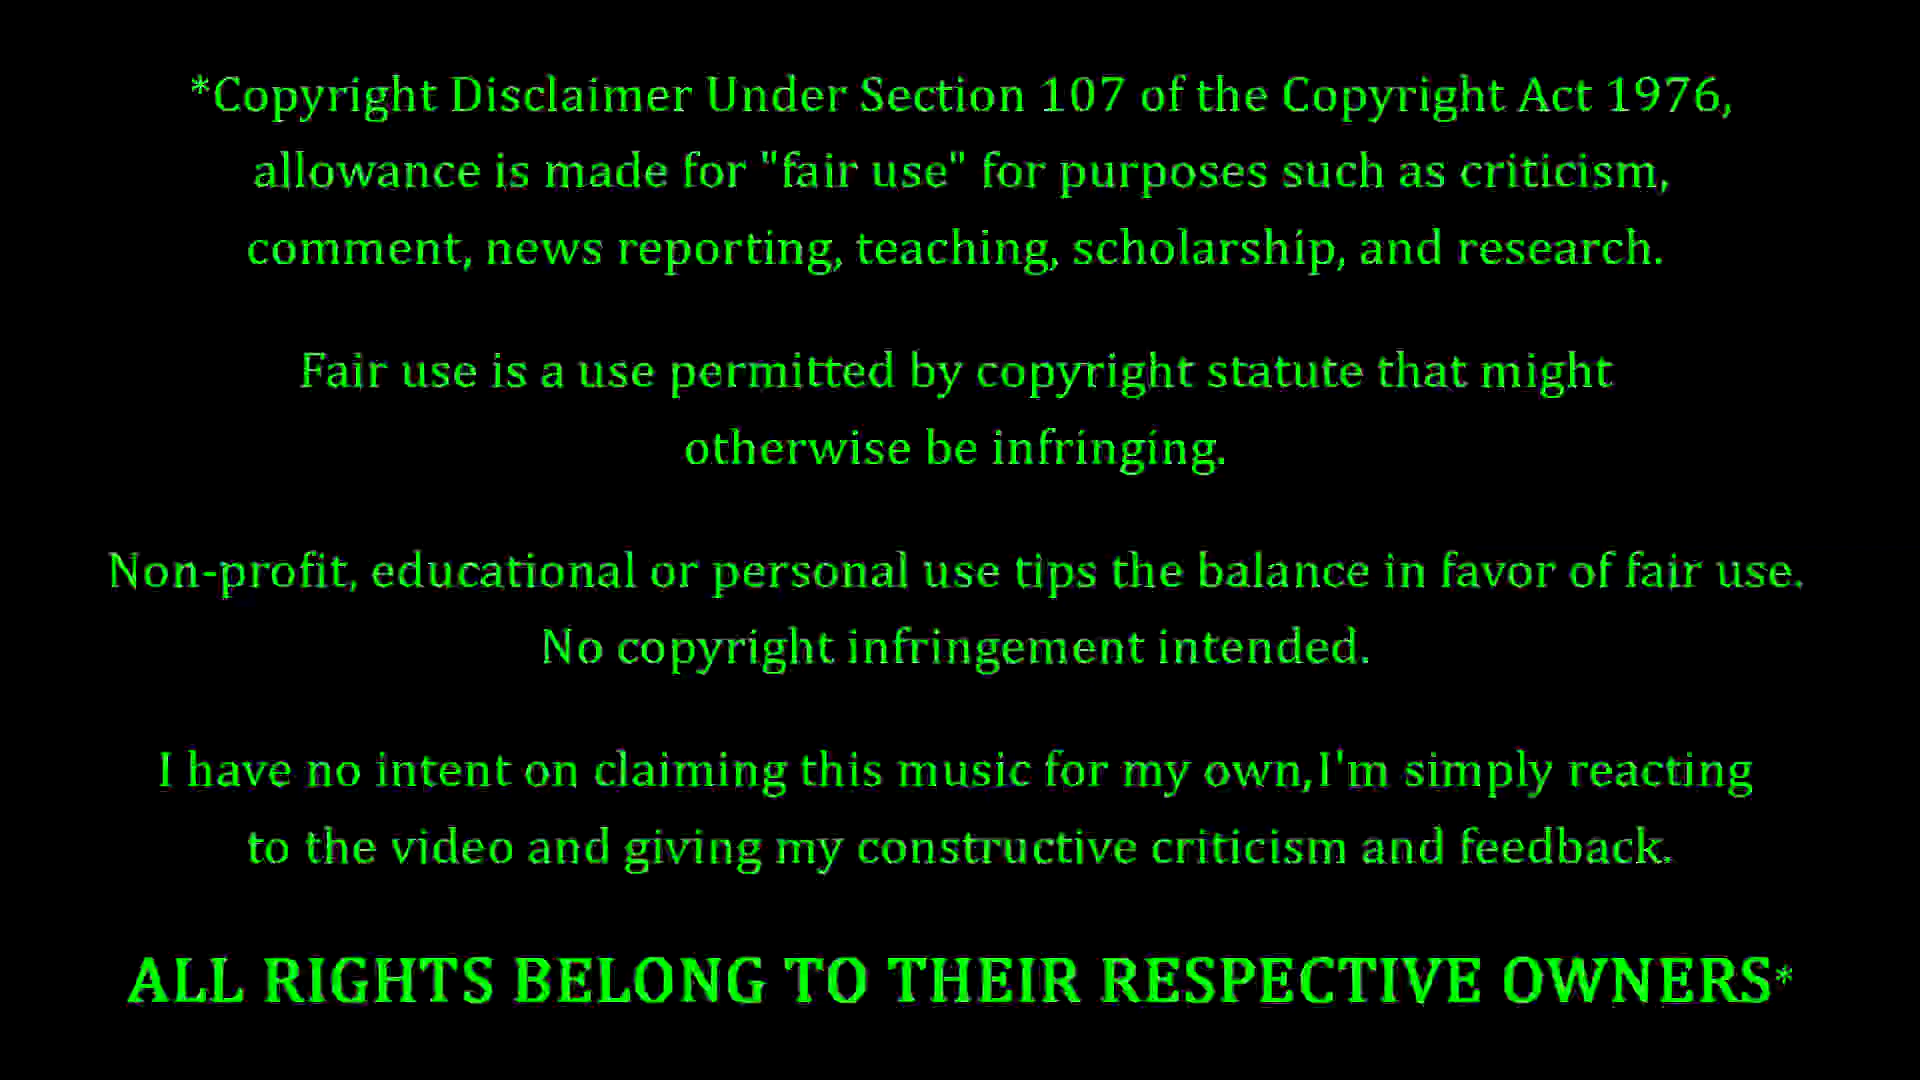 *Copyright Disclaimer Under Section 107 of the Copyright Act 1976,
allowance is made for "fair use" for purposes such as criticism,
comment, news reporting, teaching, scholarship, and research.
Fair use is a use permitted by copyright statute that might
otherwise be infringing.
Non-profit, educational or personal use tips the balance in favor of fair use.
No copyright infringement intended.
I have no intent on claiming this music for my own,I'm simply reacting
to the video and giving my constructive criticism and feedback.
ALL RIGHTS BELONG TO THEIR RESPECTIVE OWNERS*